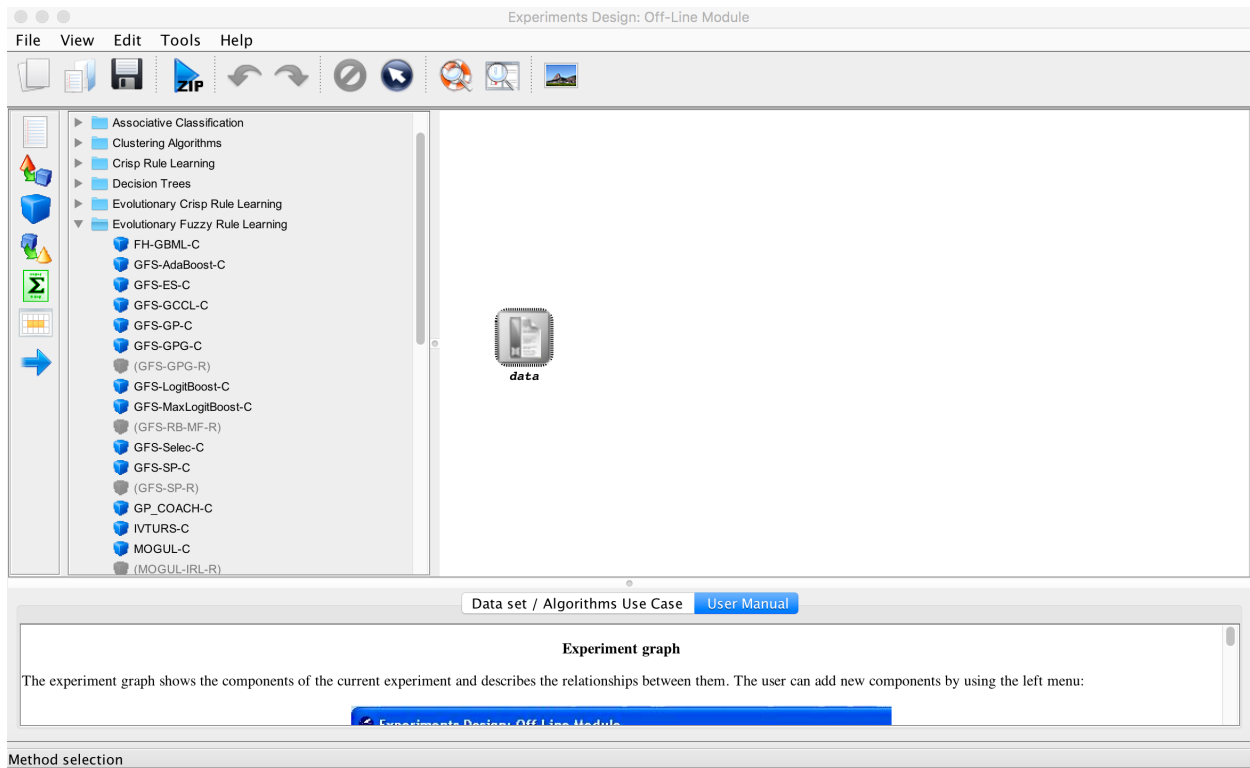 Experiments Design: Off-Line Module
File View Edit Tools Help
ZIP
Associative Classification
Clustering Algorithms
Crisp Rule Learning
Decision Trees
Evolutionary Crisp Rule Learning
Evolutionary Fuzzy Rule Learning
FH-GBML-C
GFS-AdaBoost-C
GFS-ES-C
GFS-GCCL-C
GFS-GP-C
GFS-GPG-C
(GFS-GPG-R)
GFS-LogitBoost-C
GFS-MaxLogitBoost-C
(GFS-RB-MF-R)
GFS-Selec-C
GFS-SP-C
(GFS-SP-R)
GP_COACH-C
IVTURS-C
MOGUL-C
(MOGUL-IRL-R)
Σ
data
Data set / Algorithms Use Case User Manual
Experiment graph
The experiment graph shows the components of the current experiment and describes the relationships between them. The user can add new components by using the left menu:
Experiments Design: Off-Line Module
Method selection